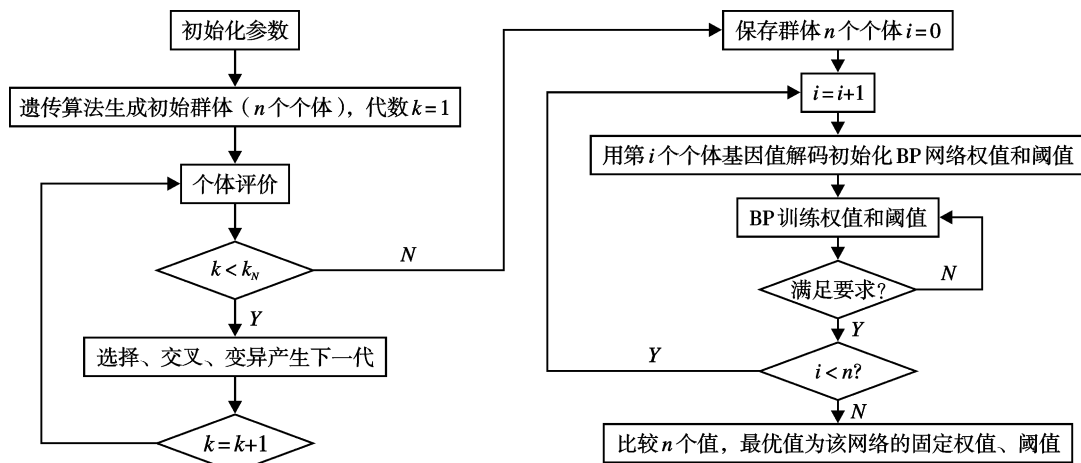 初始化参数
遗传算法生成初始群体（n个个体），代数k=1
个体评价
k<k_N
N
Y
选择、交叉、变异产生下一代
k=k+1
保存群体n个个体i=0
i=i+1
用第i个个体基因值解码初始化BP网络权值和阈值
BP训练权值和阈值
满足要求?
N
Y
i<n?
Y
N
比较n个值，最优值为该网络的固定权值、阈值